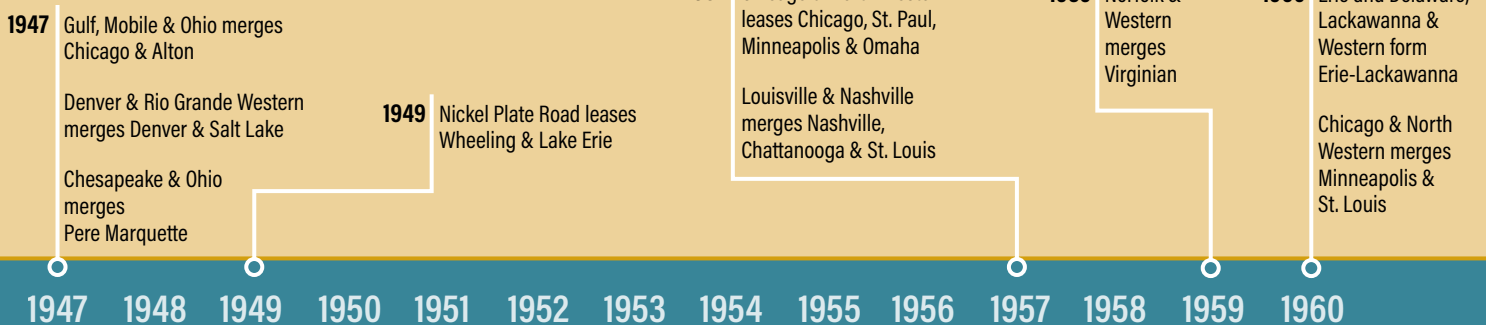 1947
Gulf, Mobile & Ohio merges
Chicago & Alton
Denver & Rio Grande Western
merges Denver & Salt Lake
Chesapeake & Ohio
merges
Pere Marquette
1949
Nickel Plate Road leases
Wheeling & Lake Erie
leases Chicago, St. Paul,
Minneapolis & Omaha
Louisville & Nashville
merges Nashville,
Chattanooga & St. Louis
Western
merges
Virginian
Lackawanna &
Western form
Erie-Lackawanna
Chicago & North
Western merges
Minneapolis &
St. Louis
1947 1948 1949 1950 1951 1952 1953 1954 1955 1956 1957 1958 1959 1960